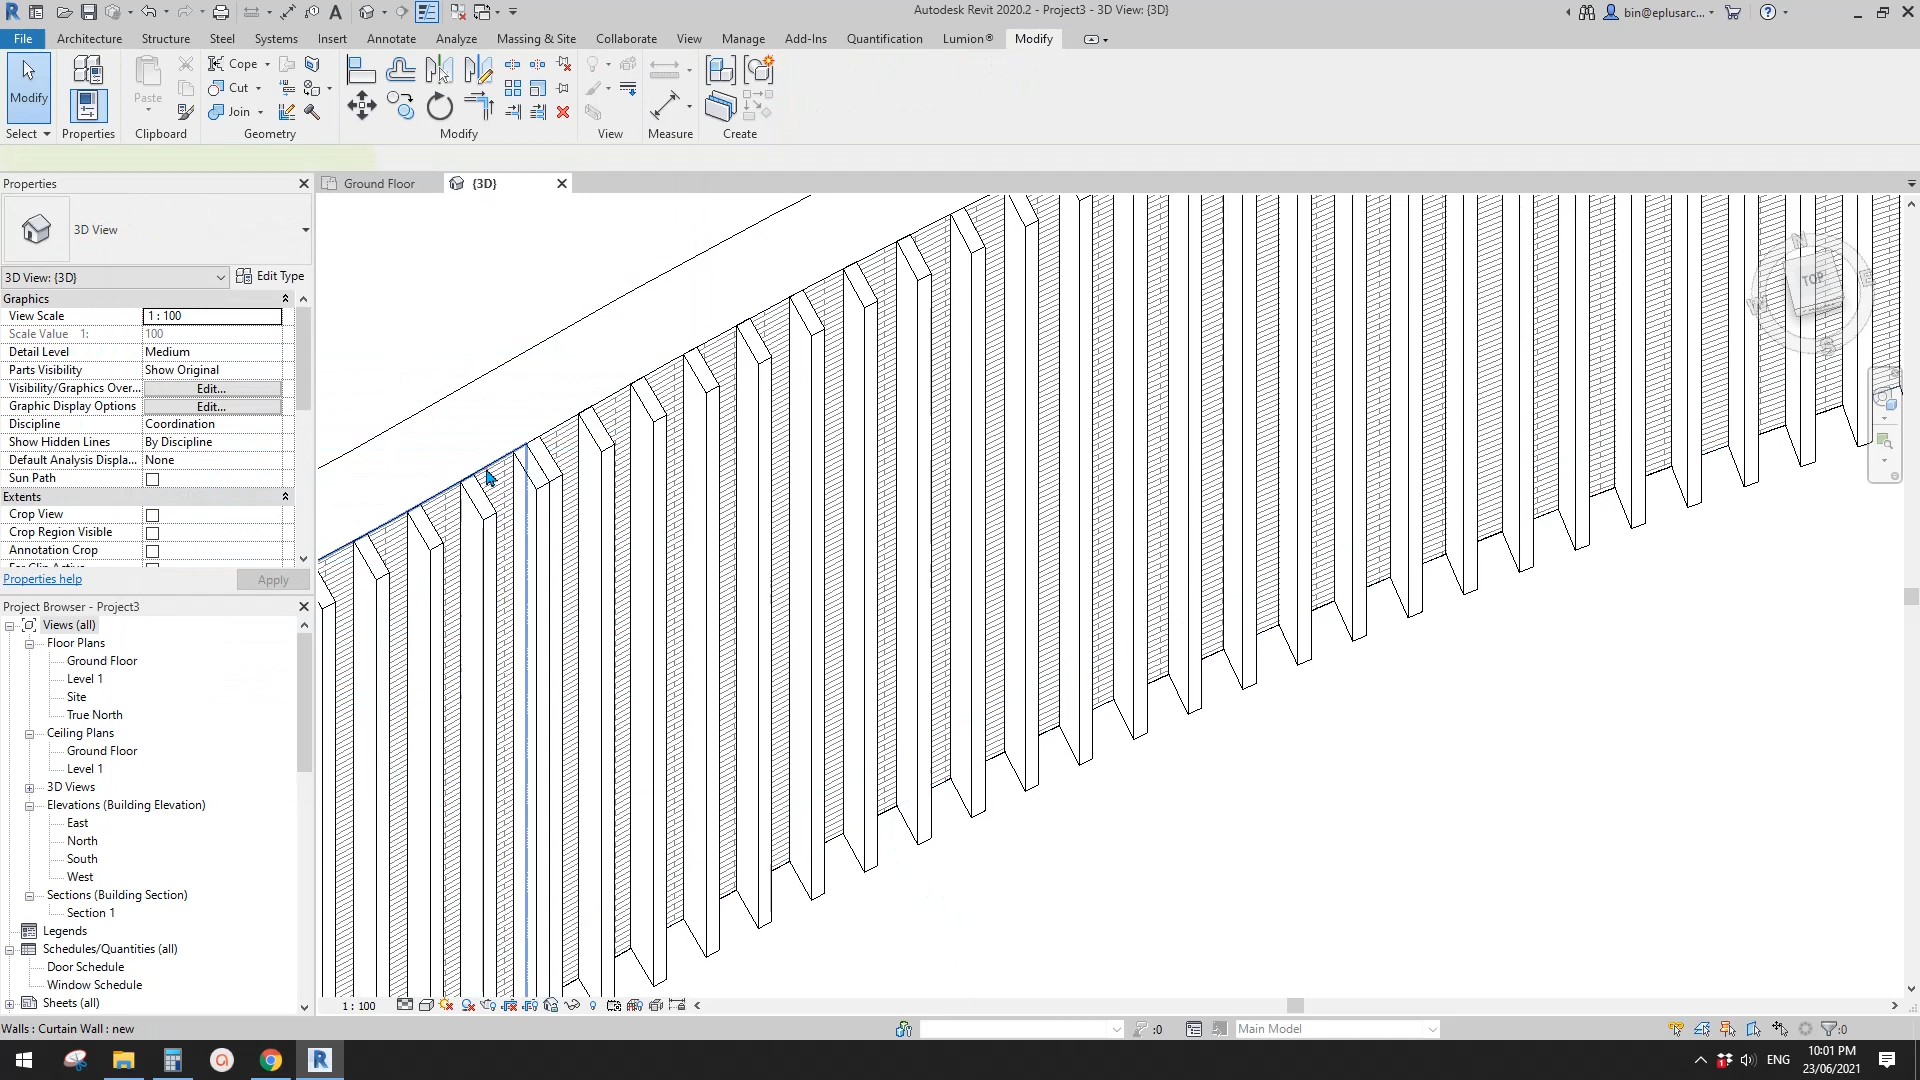 Autodesk Revit 2020.2 - Project3 - 3D View: {3D}
bin@eplusarc...
File Architecture Structure Steel Systems Insert Annotate Analyze Massing & Site Collaborate View Manage Add-Ins Quantification Lumion® Modify
Modify
Paste
Cope
Cut
Join
Select Properties Clipboard Geometry Modify View Measure Create
Properties
Ground Floor
{3D}
3D View
3D View: {3D}
Edit Type
Graphics
View Scale 1 : 100
Scale Value 1: 100
Detail Level Medium
Parts Visibility Show Original
Visibility/Graphics Over... Edit...
Graphic Display Options Edit...
Discipline Coordination
Show Hidden Lines By Discipline
Default Analysis Displa... None
Sun Path
Extents
Crop View
Crop Region Visible
Annotation Crop
Properties help
Apply
Project Browser - Project3
Views (all)
Floor Plans
Ground Floor
Level 1
Site
True North
Ceiling Plans
Ground Floor
Level 1
3D Views
Elevations (Building Elevation)
East
North
South
West
Sections (Building Section)
Section 1
Legends
Schedules/Quantities (all)
Door Schedule
Window Schedule
Sheets (all)
N
E
TOP
W
S
1 : 100
Walls : Curtain Wall : new
:0
Main Model
:0
ENG
10:01 PM
23/06/2021